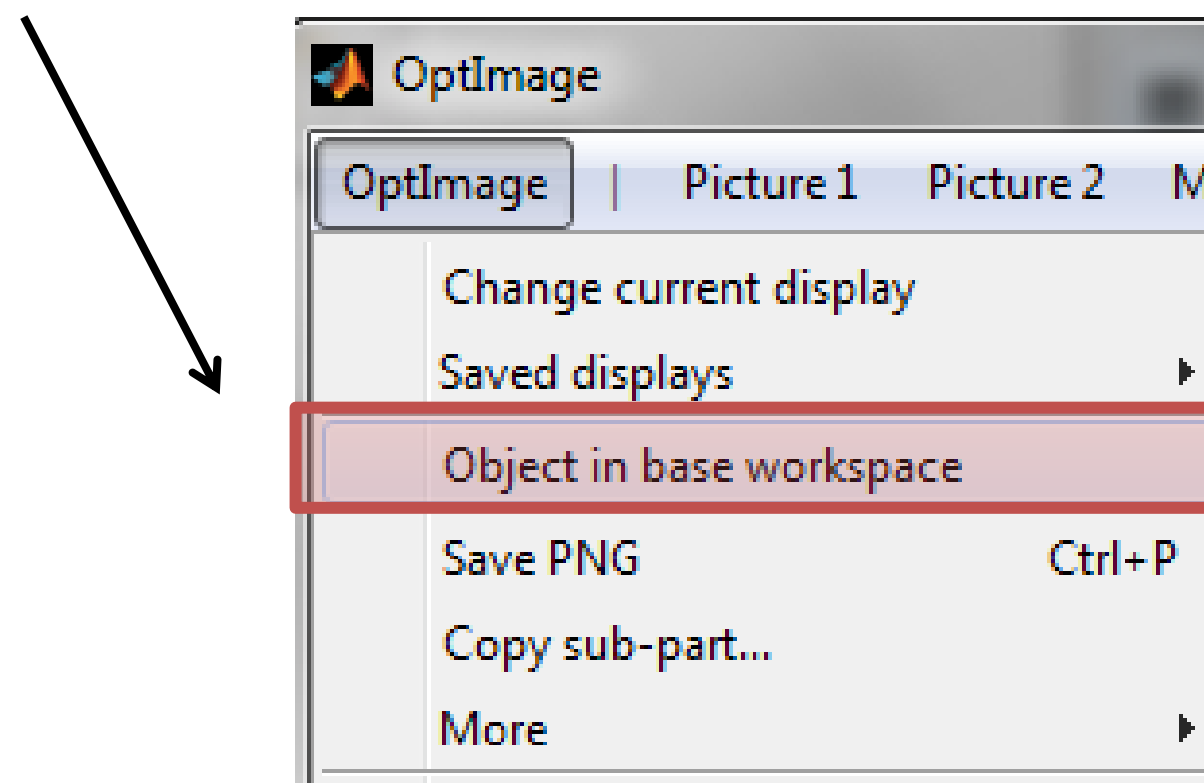 OptImage
OptImage | Picture 1 Picture 2 M
Change current display
Saved displays
Object in base workspace
Save PNG Ctrl+P
Copy sub-part...
More